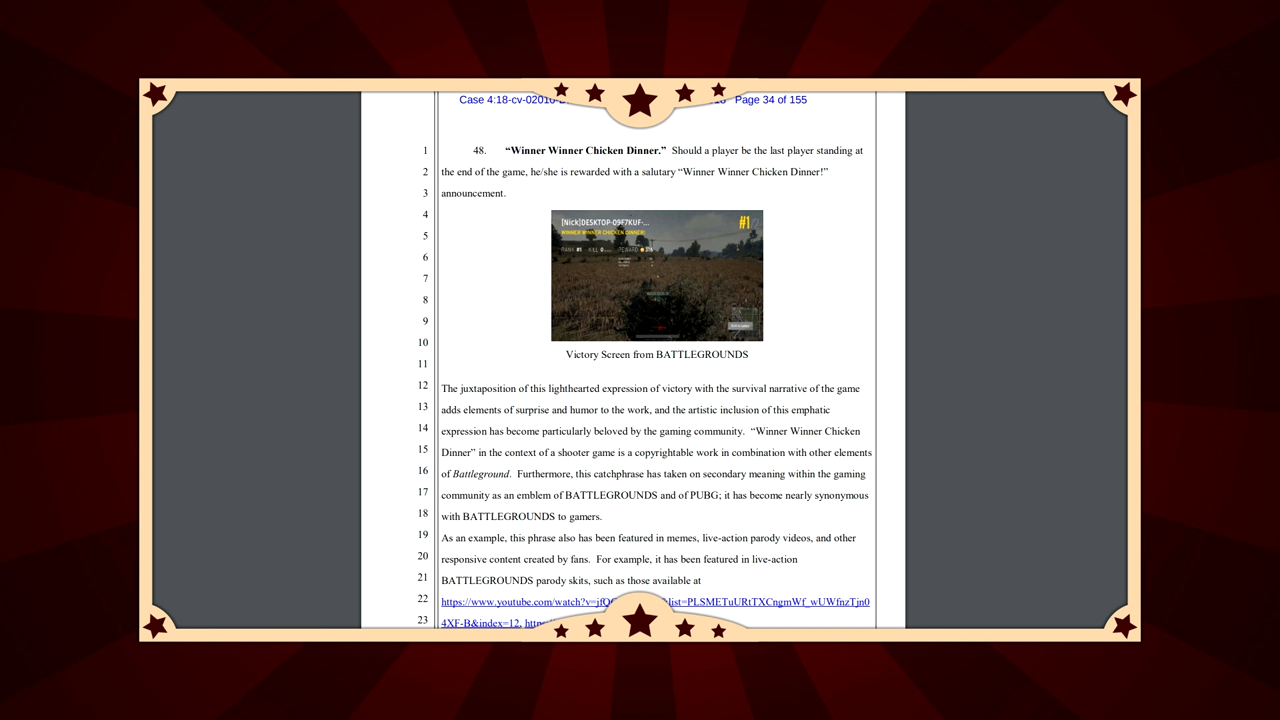 Case 4:18-cv-02010- Page 34 of 155
1 48. “Winner Winner Chicken Dinner.” Should a player be the last player standing at
2 the end of the game, he/she is rewarded with a salutary “Winner Winner Chicken Dinner!”
3 announcement.
4
5
6
7
8
9
10
11
[Nick]DESKTOP-09F7KUF-...
#1
WINNER WINNER CHICKEN DINNER!
RANK #1 KILL 0 REWARD
Victory Screen from BATTLEGROUNDS
12 The juxtaposition of this lighthearted expression of victory with the survival narrative of the game
13 adds elements of surprise and humor to the work, and the artistic inclusion of this emphatic
14 expression has become particularly beloved by the gaming community. “Winner Winner Chicken
15 Dinner” in the context of a shooter game is a copyrightable work in combination with other elements
16 of Battleground. Furthermore, this catchphrase has taken on secondary meaning within the gaming
17 community as an emblem of BATTLEGROUNDS and of PUBG; it has become nearly synonymous
18 with BATTLEGROUNDS to gamers.
19 As an example, this phrase also has been featured in memes, live-action parody videos, and other
20 responsive content created by fans. For example, it has been featured in live-action
21 BATTLEGROUNDS parody skits, such as those available at
22 https://www.youtube.com/watch?v=jfQ list=PLSMETuURtTXCngmWf_wUWfnzTjn0
23 4XF-B&index=12, https: